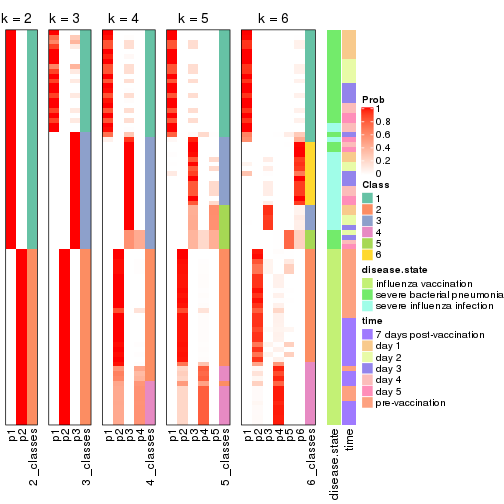 k = 2
k = 3
k = 4
k = 5
k = 6
Prob
1
0.8
0.6
0.4
0.2
0
Class
1
2
3
4
5
6
disease.state
influenza vaccination
severe bacterial pneumonia
severe influenza infection
time
7 days post-vaccination
day 1
day 2
day 3
day 4
day 5
pre-vaccination
p1
p2
2_classes
p1
p2
p3
3_classes
p1
p2
p3
p4
4_classes
p1
p2
p3
p4
p5
5_classes
p1
p2
p3
p4
p5
p6
6_classes
disease.state
time